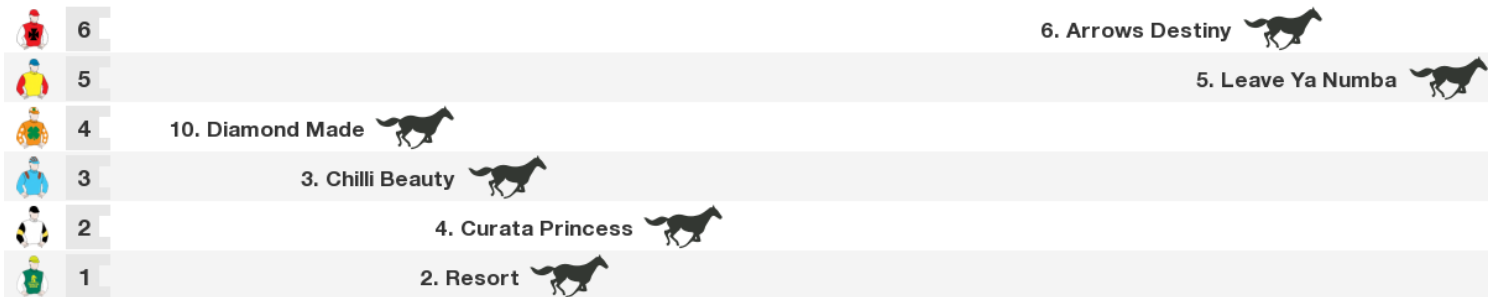 6 6. Arrows Destiny
5 5. Leave Ya Numba
4 10. Diamond Made
3 3. Chilli Beauty
2 4. Curata Princess
1 2. Resort